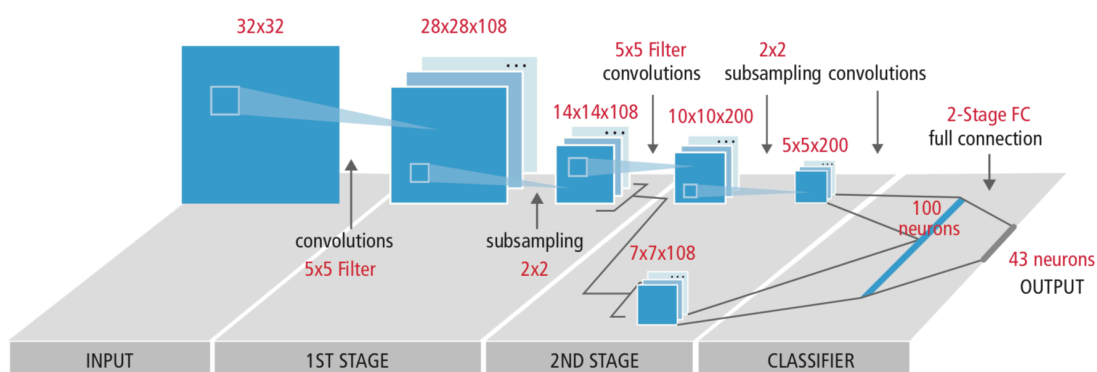 32x32
28x28x108
5x5 Filter
convolutions
2x2
subsampling
convolutions
14x14x108
10x10x200
5x5x200
2-Stage FC
full connection
convolutions
5x5 Filter
subsampling
2x2
7x7x108
100
neurons
43 neurons
OUTPUT
INPUT
1ST STAGE
2ND STAGE
CLASSIFIER